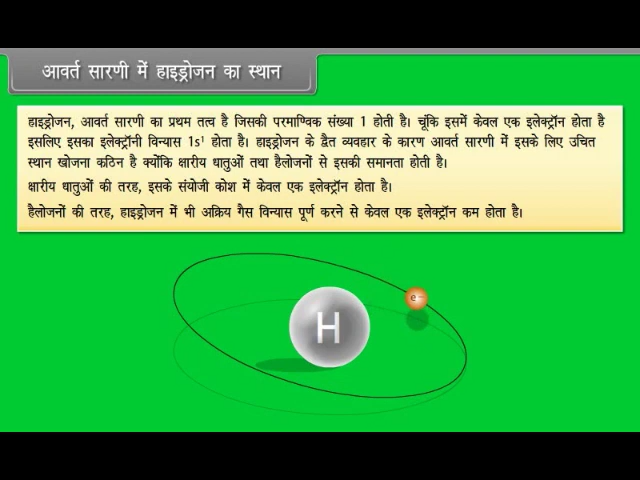 आवर्त सारणी में हाइड्रोजन का स्थान
हाइड्रोजन, आवर्त सारणी का प्रथम तत्व है जिसकी परमाण्विक संख्या 1 होती है। चूंकि इसमें केवल एक इलेक्ट्रॉन होता है
इसलिए इसका इलेक्ट्रॉनी विन्यास 1s¹ होता है। हाइड्रोजन के द्वैत व्यवहार के कारण आवर्त सारणी में इसके लिए उचित
स्थान खोजना कठिन है क्योंकि क्षारीय धातुओं तथा हैलोजनों से इसकी समानता होती है।
क्षारीय धातुओं की तरह, इसके संयोजी कोश में केवल एक इलेक्ट्रॉन होता है।
हैलोजनों की तरह, हाइड्रोजन में भी अक्रिय गैस विन्यास पूर्ण करने से केवल एक इलेक्ट्रॉन कम होता है।
e−
H